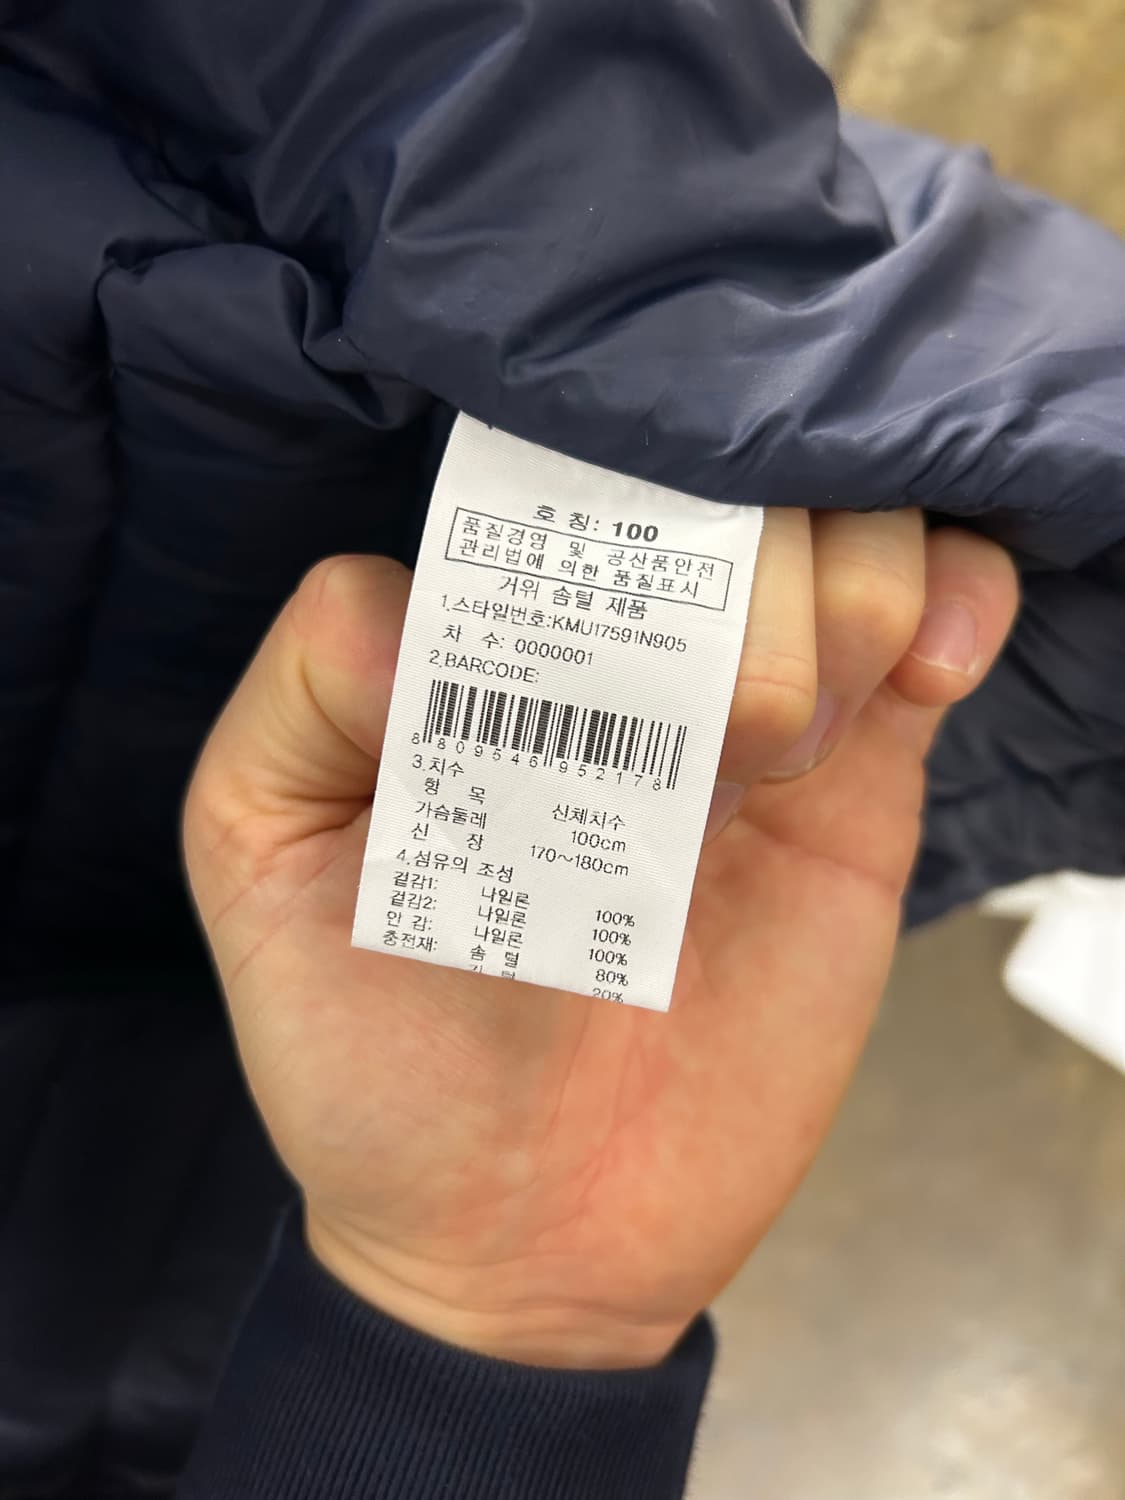 호 칭: 100
품질경영 및 공산품안전
관리법에 의한 품질표시
거위 솜털 제품
1.스타일번호:KMU17591N905
차 수: 0000001
2.BARCODE:
8809546952178
3.치수
항 목 신체치수
가슴둘레 100cm
신 장 170~180cm
4.섬유의 조성
겉감1: 나일론 100%
겉감2: 나일론 100%
안 감: 나일론 100%
충전재: 솜 털 80%
털 20%